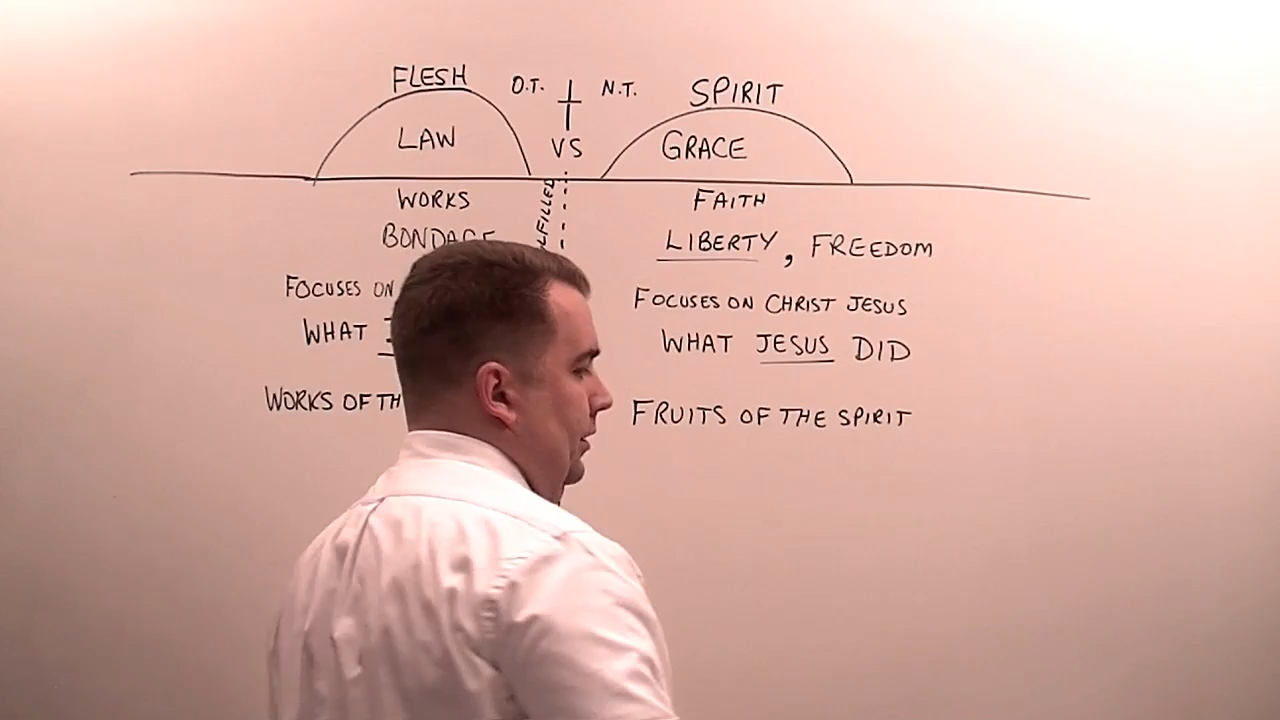 FLESH O.T. N.T. SPIRIT
LAW VS GRACE
WORKS FAITH
BONDAGE LIBERTY, FREEDOM
FOCUSES ON FOCUSES ON CHRIST JESUS
WHAT WHAT JESUS DID
WORKS OF FRUITS OF THE SPIRIT